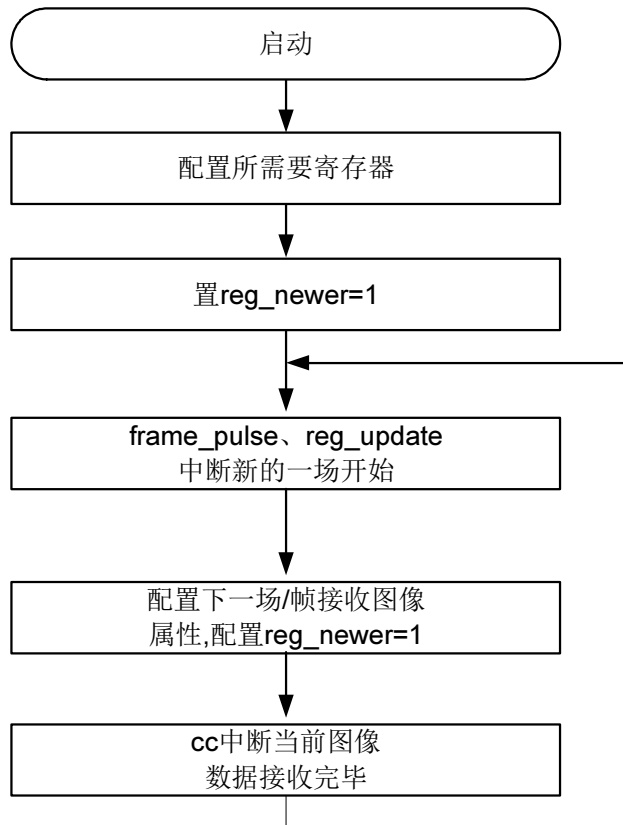 启动
配置所需要寄存器
置reg_newer=1
frame_pulse、reg_update
中断新的一场开始
配置下一场/帧接收图像
属性,配置reg_newer=1
cc中断当前图像
数据接收完毕